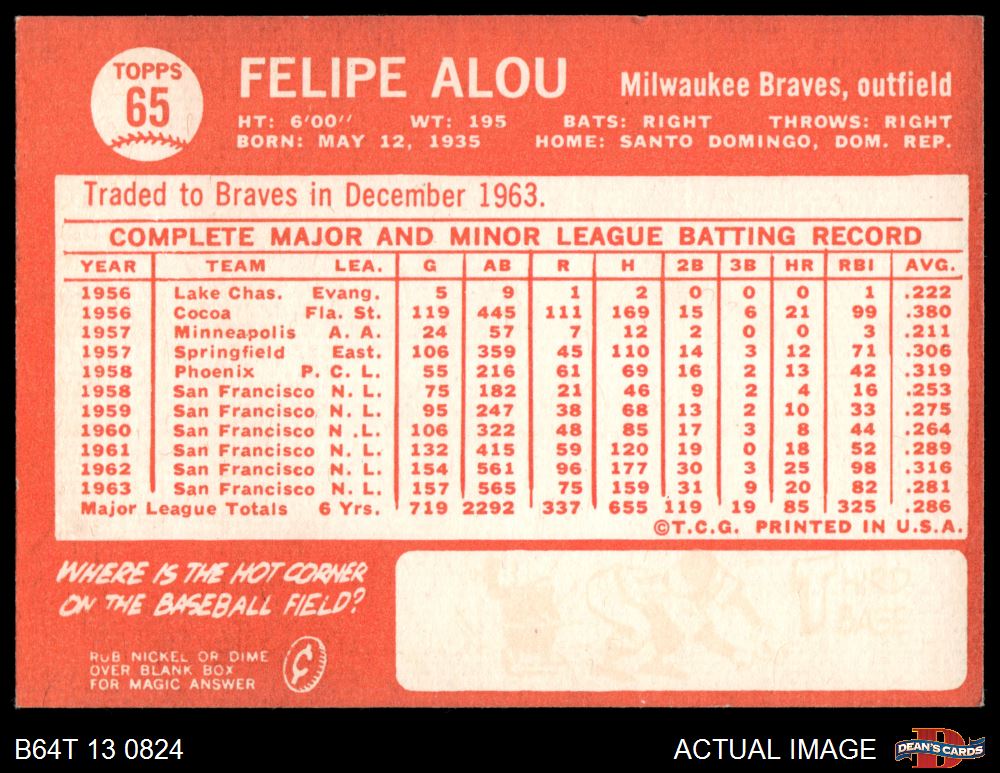 TOPPS
65
FELIPE ALOU Milwaukee Braves, outfield
HT: 6'00'' WT: 195 BATS: RIGHT THROWS: RIGHT
BORN: MAY 12, 1935 HOME: SANTO DOMINGO, DOM. REP.
Traded to Braves in December 1963.
COMPLETE MAJOR AND MINOR LEAGUE BATTING RECORD
YEAR TEAM LEA. G AB R H 2B 3B HR RBI AVG.
1956 Lake Chas. Evang. 5 9 1 2 0 0 0 1 .222
1956 Cocoa Fla. St. 119 445 111 169 15 6 21 99 .380
1957 Minneapolis A. A. 24 57 7 12 2 0 0 3 .211
1957 Springfield East. 106 359 45 110 14 3 12 71 .306
1958 Phoenix P. C. L. 55 216 61 69 16 2 13 42 .319
1958 San Francisco N. L. 75 182 21 46 9 2 4 16 .253
1959 San Francisco N. L. 95 247 38 68 13 2 10 33 .275
1960 San Francisco N .L. 106 322 48 85 17 3 8 44 .264
1961 San Francisco N. L. 132 415 59 120 19 0 18 52 .289
1962 San Francisco N. L. 154 561 96 177 30 3 25 98 .316
1963 San Francisco N. L. 157 565 75 159 31 9 20 82 .281
Major League Totals 6 Yrs. 719 2292 337 655 119 19 85 325 .286
©T.C.G. PRINTED IN U.S.A.
WHERE IS THE HOT CORNER
ON THE BASEBALL FIELD?
RUB NICKEL OR DIME
OVER BLANK BOX
FOR MAGIC ANSWER
¢
THIRD
BASE
B64T 13 0824 ACTUAL IMAGE
D
DEAN'S CARDS